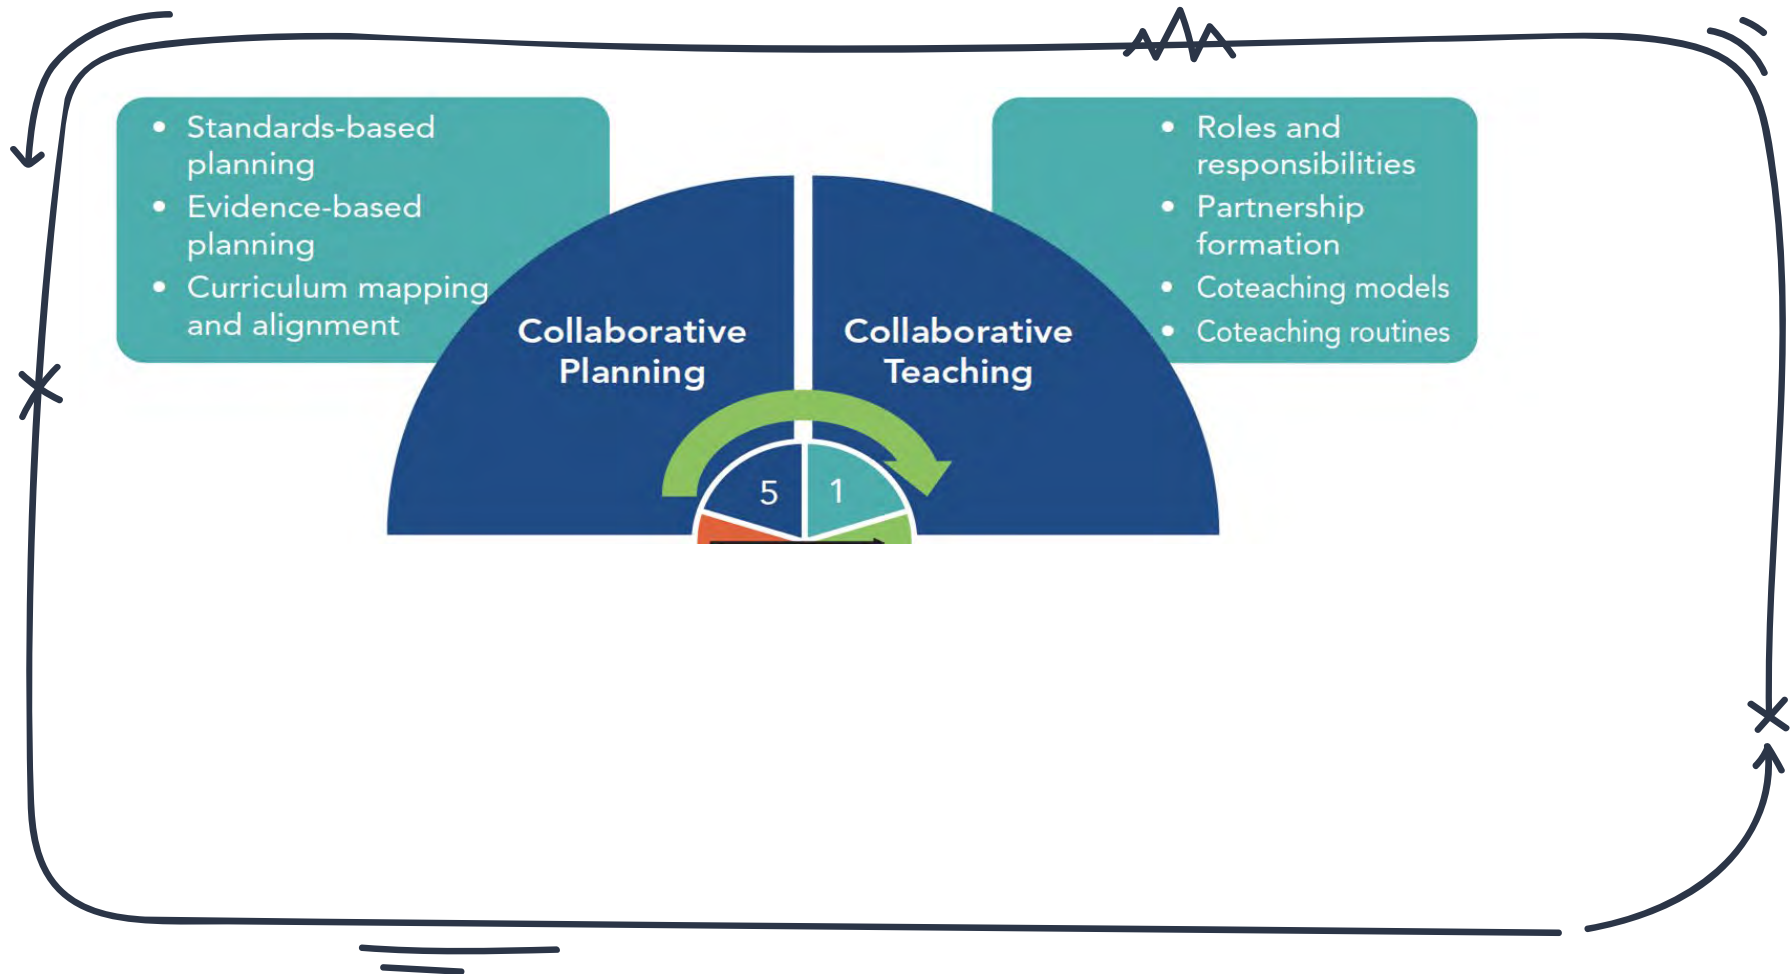 • Standards-based
planning
• Evidence-based
planning
• Curriculum mapping
and alignment
• Roles and
responsibilities
• Partnership
formation
• Coteaching models
• Coteaching routines
Collaborative
Planning
Collaborative
Teaching
5
1